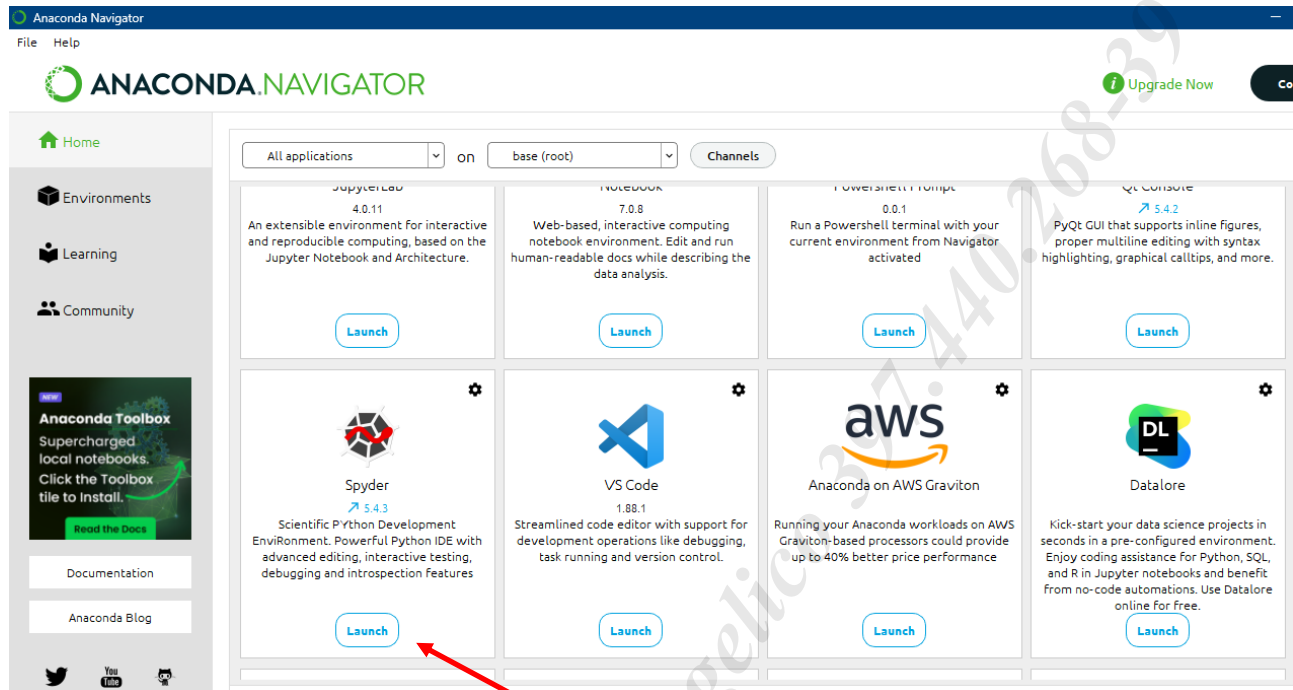 Anaconda Navigator
File Help
ANACONDA.NAVIGATOR
Upgrade Now
Home
All applications
on
base (root)
Channels
Environments
Learning
Community
JupyterLab
4.0.11
An extensible environment for interactive
and reproducible computing, based on the
Jupyter Notebook and Architecture.
Launch
Notebook
7.0.8
Web-based, interactive computing
notebook environment. Edit and run
human-readable docs while describing the
data analysis.
Launch
Powershell Prompt
0.0.1
Run a Powershell terminal with your
current environment from Navigator
activated
Launch
Qt Console
5.4.2
PyQt GUI that supports inline figures,
proper multiline editing with syntax
highlighting, graphical calltips, and more.
Launch
NEW
Anaconda Toolbox
Supercharged
local notebooks.
Click the Toolbox
tile to Install.
Read the Docs
Documentation
Anaconda Blog
You
Tube
Spyder
5.4.3
Scientific PYthon Development
EnviRonment. Powerful Python IDE with
advanced editing, interactive testing,
debugging and introspection features
Launch
VS Code
1.88.1
Streamlined code editor with support for
development operations like debugging,
task running and version control.
Launch
aws
Anaconda on AWS Graviton
Running your Anaconda workloads on AWS
Graviton-based processors could provide
up to 40% better price performance
Launch
DL
Datalore
Kick-start your data science projects in
seconds in a pre-configured environment.
Enjoy coding assistance for Python, SQL,
and R in Jupyter notebooks and benefit
from no-code automations. Use Datalore
online for free.
Launch
397.440.268-39